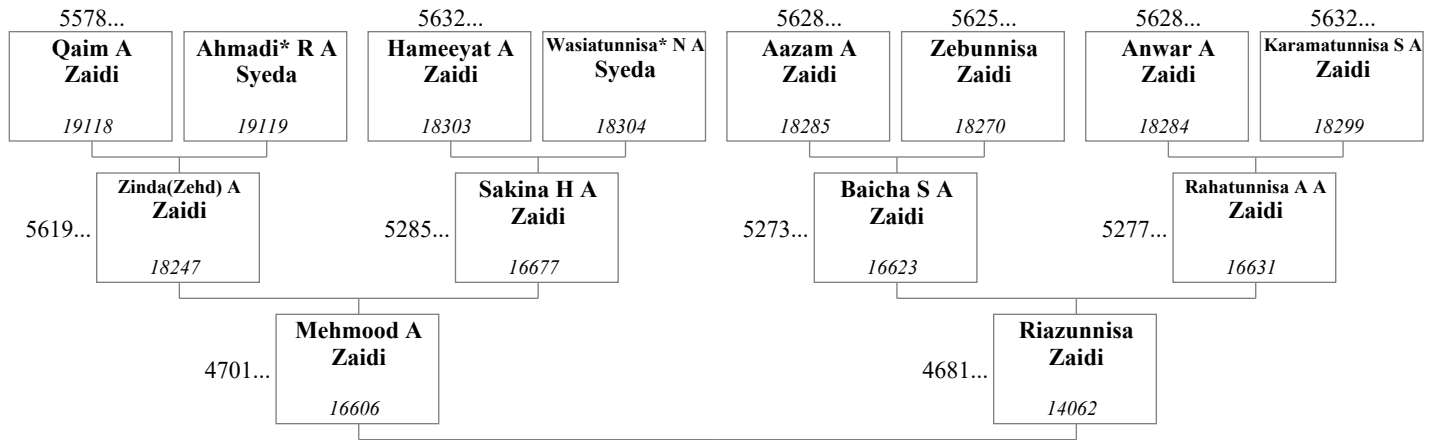 5578...
5632...
5628...
5625...
5628...
5632...
Qaim A
Zaidi
19118
Ahmadi* R A
Syeda
19119
Hameeyat A
Zaidi
18303
Wasiatunnisa* N A
Syeda
18304
Aazam A
Zaidi
18285
Zebunnisa
Zaidi
18270
Anwar A
Zaidi
18284
Karamatunnisa S A
Zaidi
18299
5619...
Zinda(Zehd) A
Zaidi
18247
5285...
Sakina H A
Zaidi
16677
5273...
Baicha S A
Zaidi
16623
5277...
Rahatunnisa A A
Zaidi
16631
4701...
Mehmood A
Zaidi
16606
4681...
Riazunnisa
Zaidi
14062